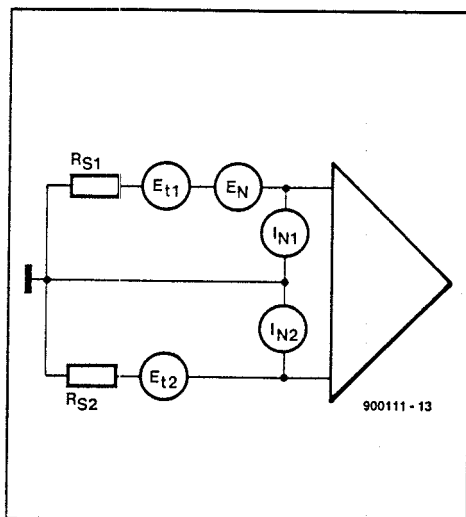 RS1
Et1
EN
IN1
IN2
RS2
Et2
900111 - 13